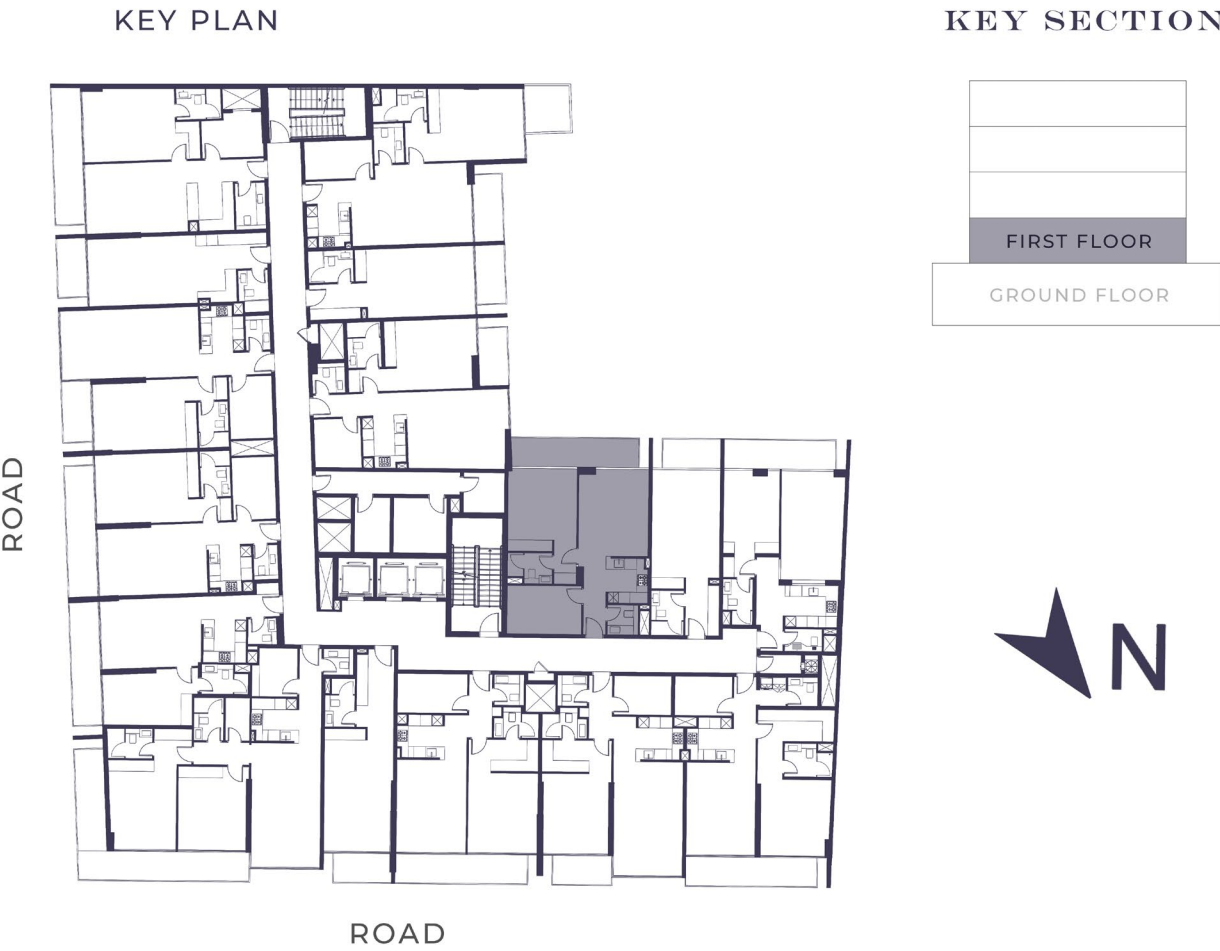 KEY PLAN
KEY SECTION
FIRST FLOOR
GROUND FLOOR
ROAD
N
ROAD